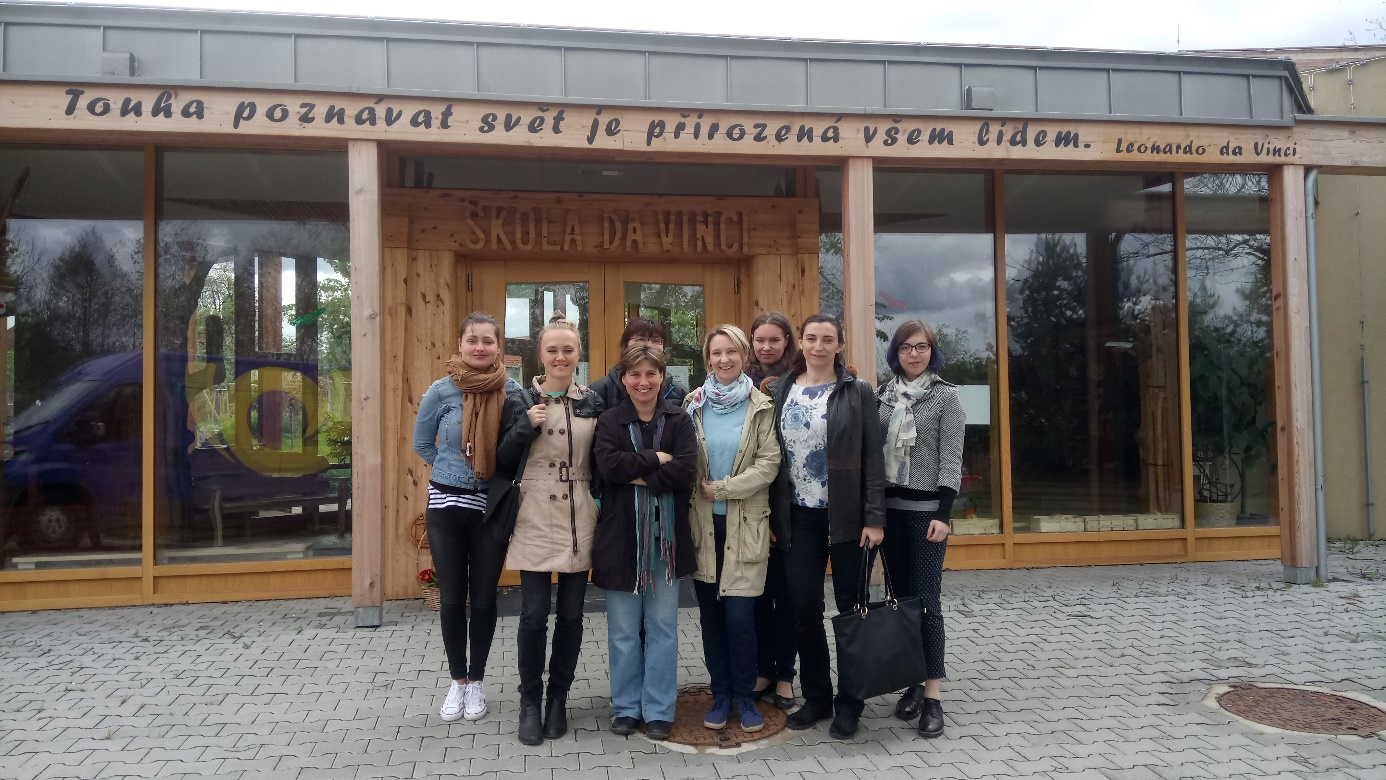 Touha poznávat svět je přirozená všem lidem. Leonardo da Vinci
ŠKOLA DA VINCI